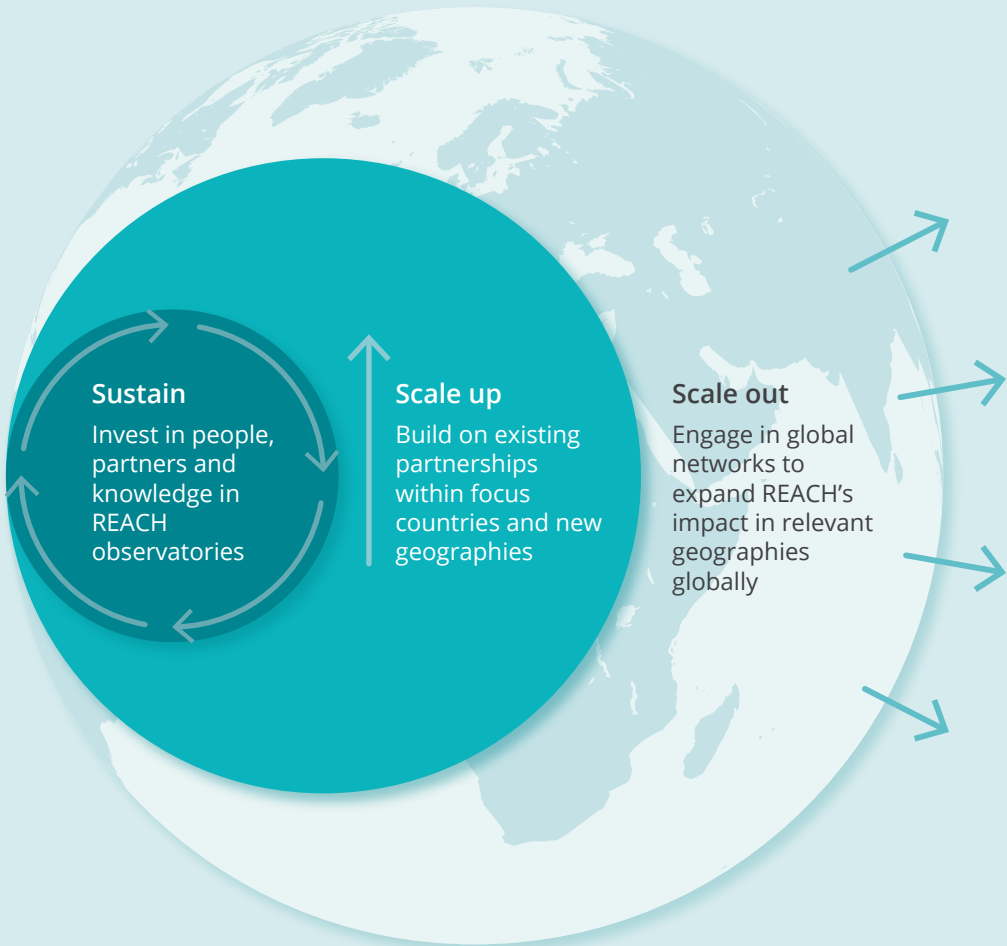 Sustain
Invest in people,
partners and
knowledge in
REACH
observatories
Scale up
Build on existing
partnerships
within focus
countries and new
geographies
Scale out
Engage in global
networks to
expand REACH’s
impact in relevant
geographies
globally